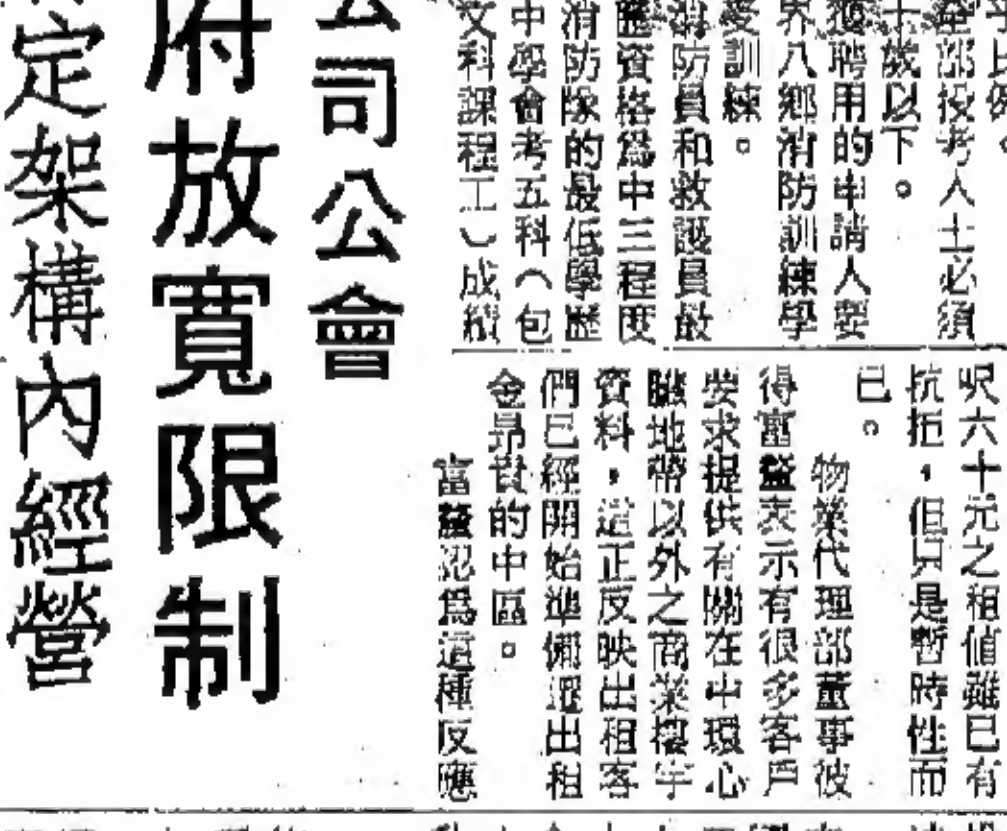 乎比例。
全部投考人士必須
十歲以下。
獲聘用的申請人要
界八鄉消防訓練學
受訓練。
消防員和救護員最
低資格為中三程度
消防隊的最低學歷
中學會考五科（包
文科課程工）成績
呎六十元之租值雖已有
抗拒，但只是暫時性而
已。
物業代理部董事彼
得富蘭表示有很多客戶
要求提供有關在中環心
臟地帶以外之商業樓宇
資料，這正反映出租客
們已經開始準備遷出租
金昂貴的中區。
富蘭認為這種反應
公司公會
府放寬限制
定架構內經營